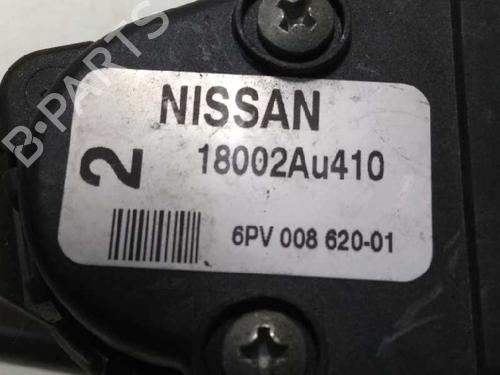 NISSAN
2
18002Au410
6PV 008 620-01
B-PARTS